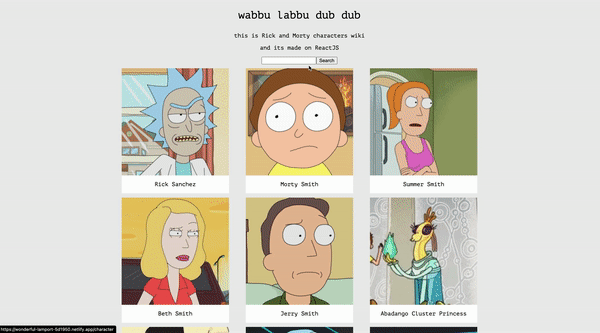 wabbu labbu dub dub
this is Rick and Morty characters wiki
and its made on ReactJS
Search
Rick Sanchez
Morty Smith
Summer Smith
Beth Smith
Jerry Smith
Abadango Cluster Princess
https://wonderful-lamport-6d1950.netlify.app/character